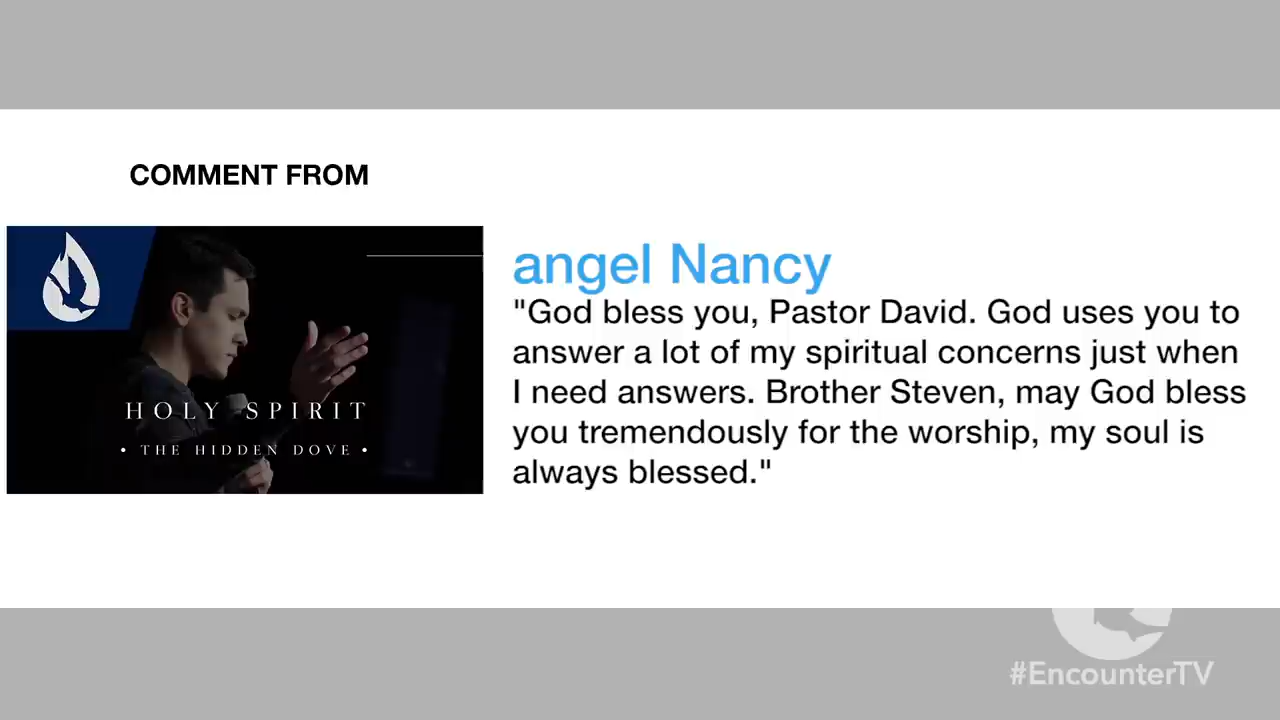 COMMENT FROM
HOLY SPIRIT
• THE HIDDEN DOVE •
angel Nancy
"God bless you, Pastor David. God uses you to
answer a lot of my spiritual concerns just when
I need answers. Brother Steven, may God bless
you tremendously for the worship, my soul is
always blessed."
#EncounterTV